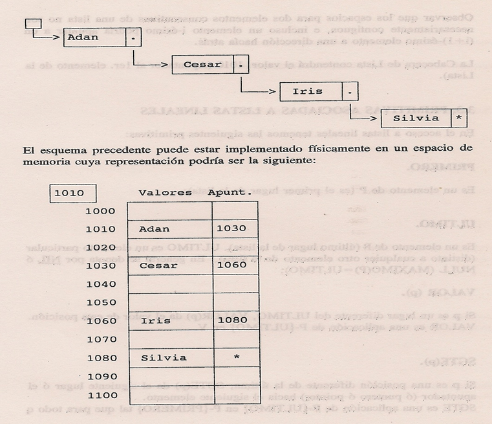 Adan .
Cesar .
Iris .
Silvia *
El esquema precedente puede estar implementado físicamente en un espacio de
memoria cuya representación podría ser la siguiente:
1010 Valores Apunt.
1000
1010 Adan 1030
1020
1030 Cesar 1060
1040
1050
1060 Iris 1080
1070
1080 Silvia *
1090
1100